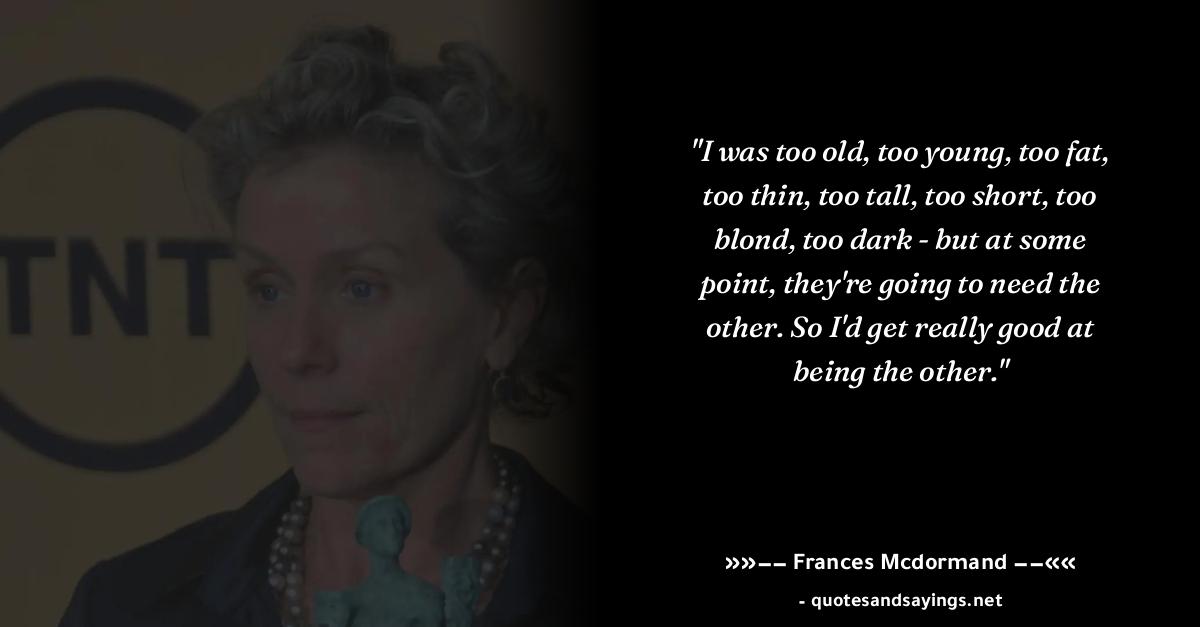 TNT
"I was too old, too young, too fat,
too thin, too tall, too short, too
blond, too dark - but at some
point, they're going to need the
other. So I'd get really good at
being the other."
»»–– Frances Mcdormand ––««
- quotesandsayings.net